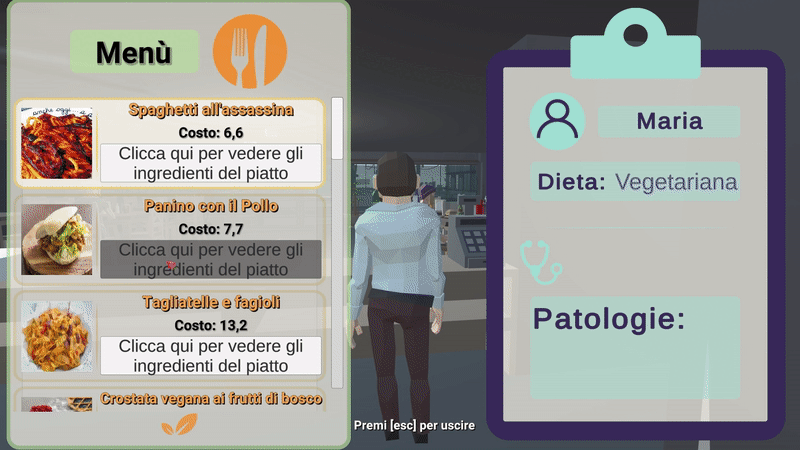 Menù
Spaghetti all'assassina
Costo: 6,6
Clicca qui per vedere gli
ingredienti del piatto
Panino con il Pollo
Costo: 7,7
Clicca qui per vedere gli
ingredienti del piatto
Tagliatelle e fagioli
Costo: 13,2
Clicca qui per vedere gli
ingredienti del piatto
Crostata vegana ai frutti di bosco
Maria
Dieta: Vegetariana
Patologie:
Premi [esc] per uscire